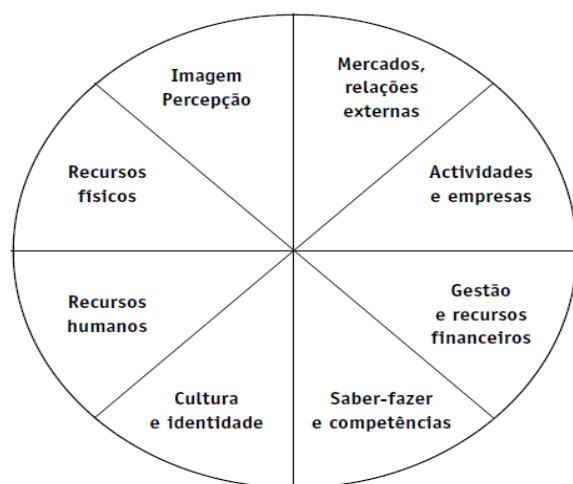 Imagem
Percepção
Mercados,
relações
externas
Actividades
e empresas
Gestão
e recursos
financeiros
Saber-fazer
e competências
Cultura
e identidade
Recursos
humanos
Recursos
físicos